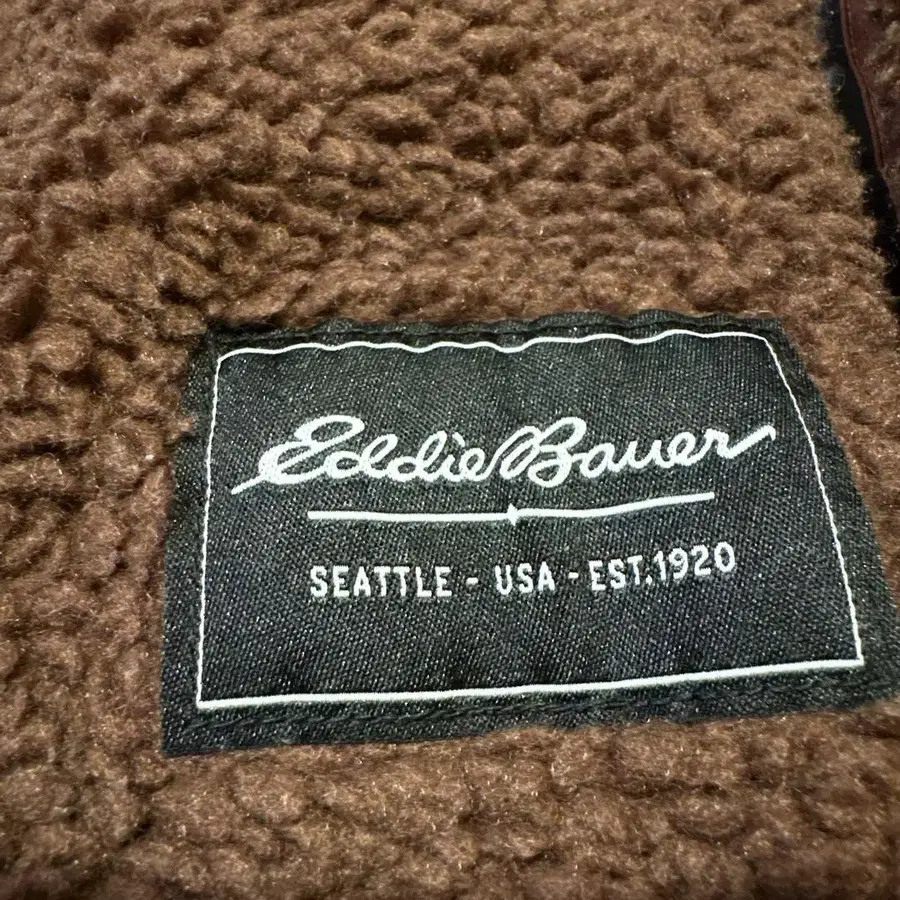 Eddie Bauer
SEATTLE - USA - EST. 1920